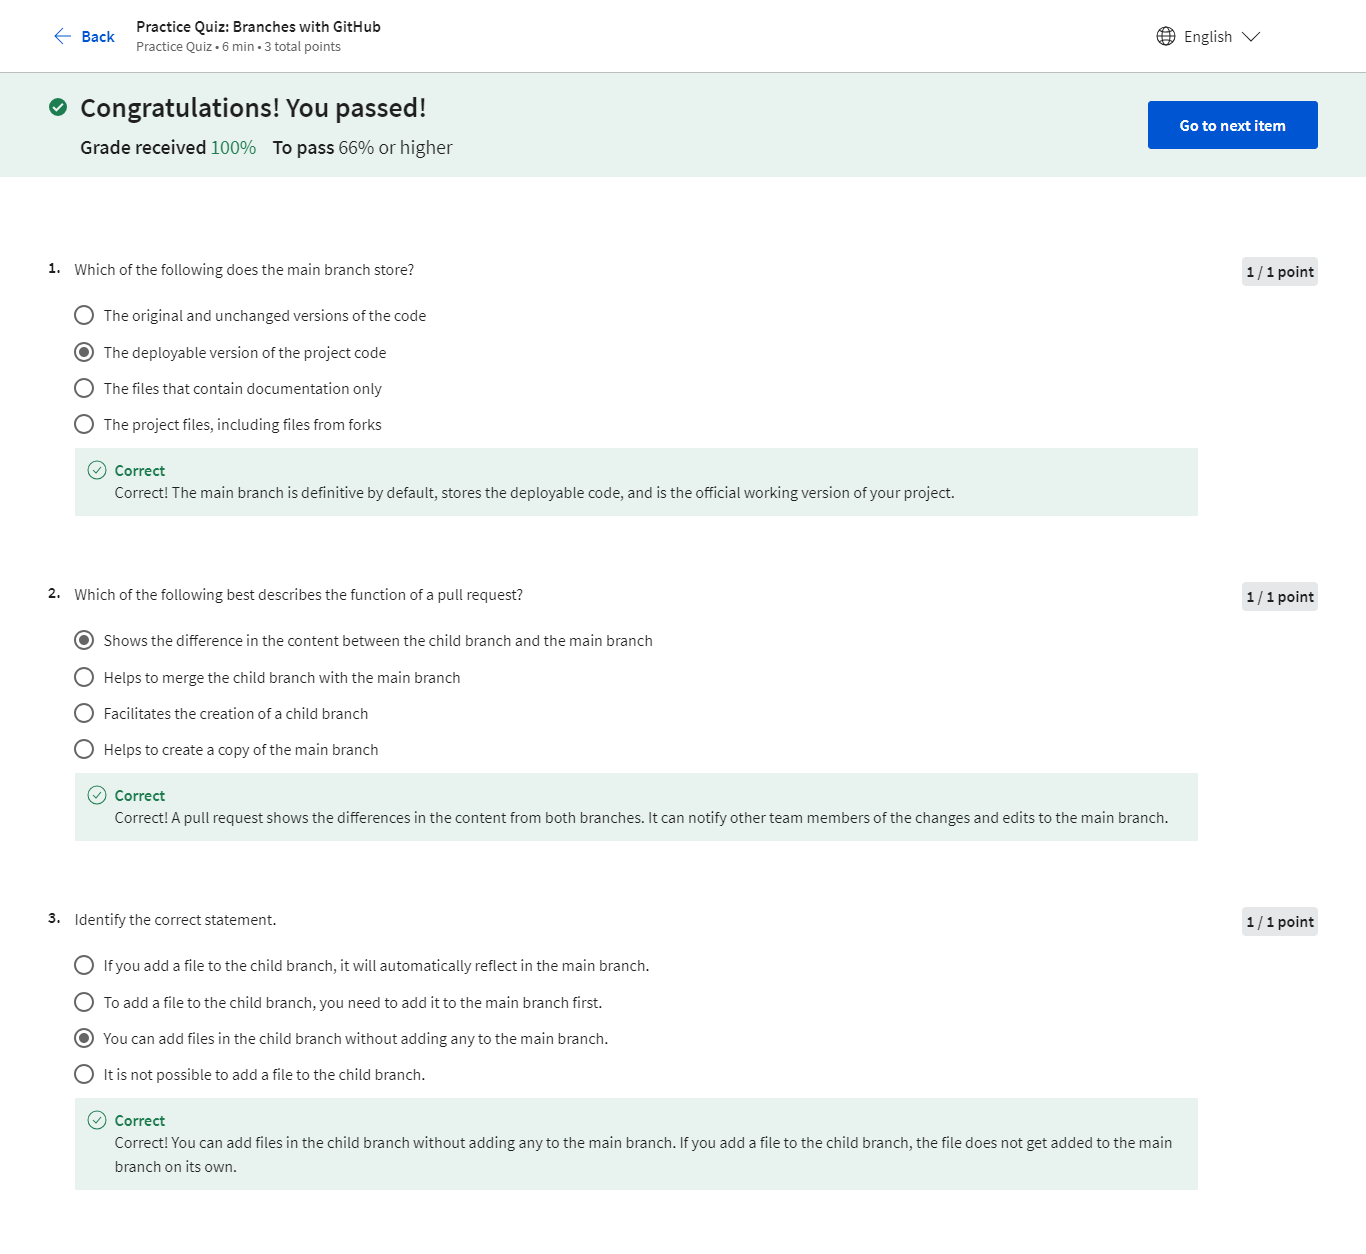 Back
Practice Quiz: Branches with GitHub
Practice Quiz • 6 min • 3 total points
English
Congratulations! You passed!
Grade received 100% To pass 66% or higher
Go to next item
1. Which of the following does the main branch store?
1 / 1 point
The original and unchanged versions of the code
The deployable version of the project code
The files that contain documentation only
The project files, including files from forks
Correct
Correct! The main branch is definitive by default, stores the deployable code, and is the official working version of your project.
2. Which of the following best describes the function of a pull request?
1 / 1 point
Shows the difference in the content between the child branch and the main branch
Helps to merge the child branch with the main branch
Facilitates the creation of a child branch
Helps to create a copy of the main branch
Correct
Correct! A pull request shows the differences in the content from both branches. It can notify other team members of the changes and edits to the main branch.
3. Identify the correct statement.
1 / 1 point
If you add a file to the child branch, it will automatically reflect in the main branch.
To add a file to the child branch, you need to add it to the main branch first.
You can add files in the child branch without adding any to the main branch.
It is not possible to add a file to the child branch.
Correct
Correct! You can add files in the child branch without adding any to the main branch. If you add a file to the child branch, the file does not get added to the main
branch on its own.